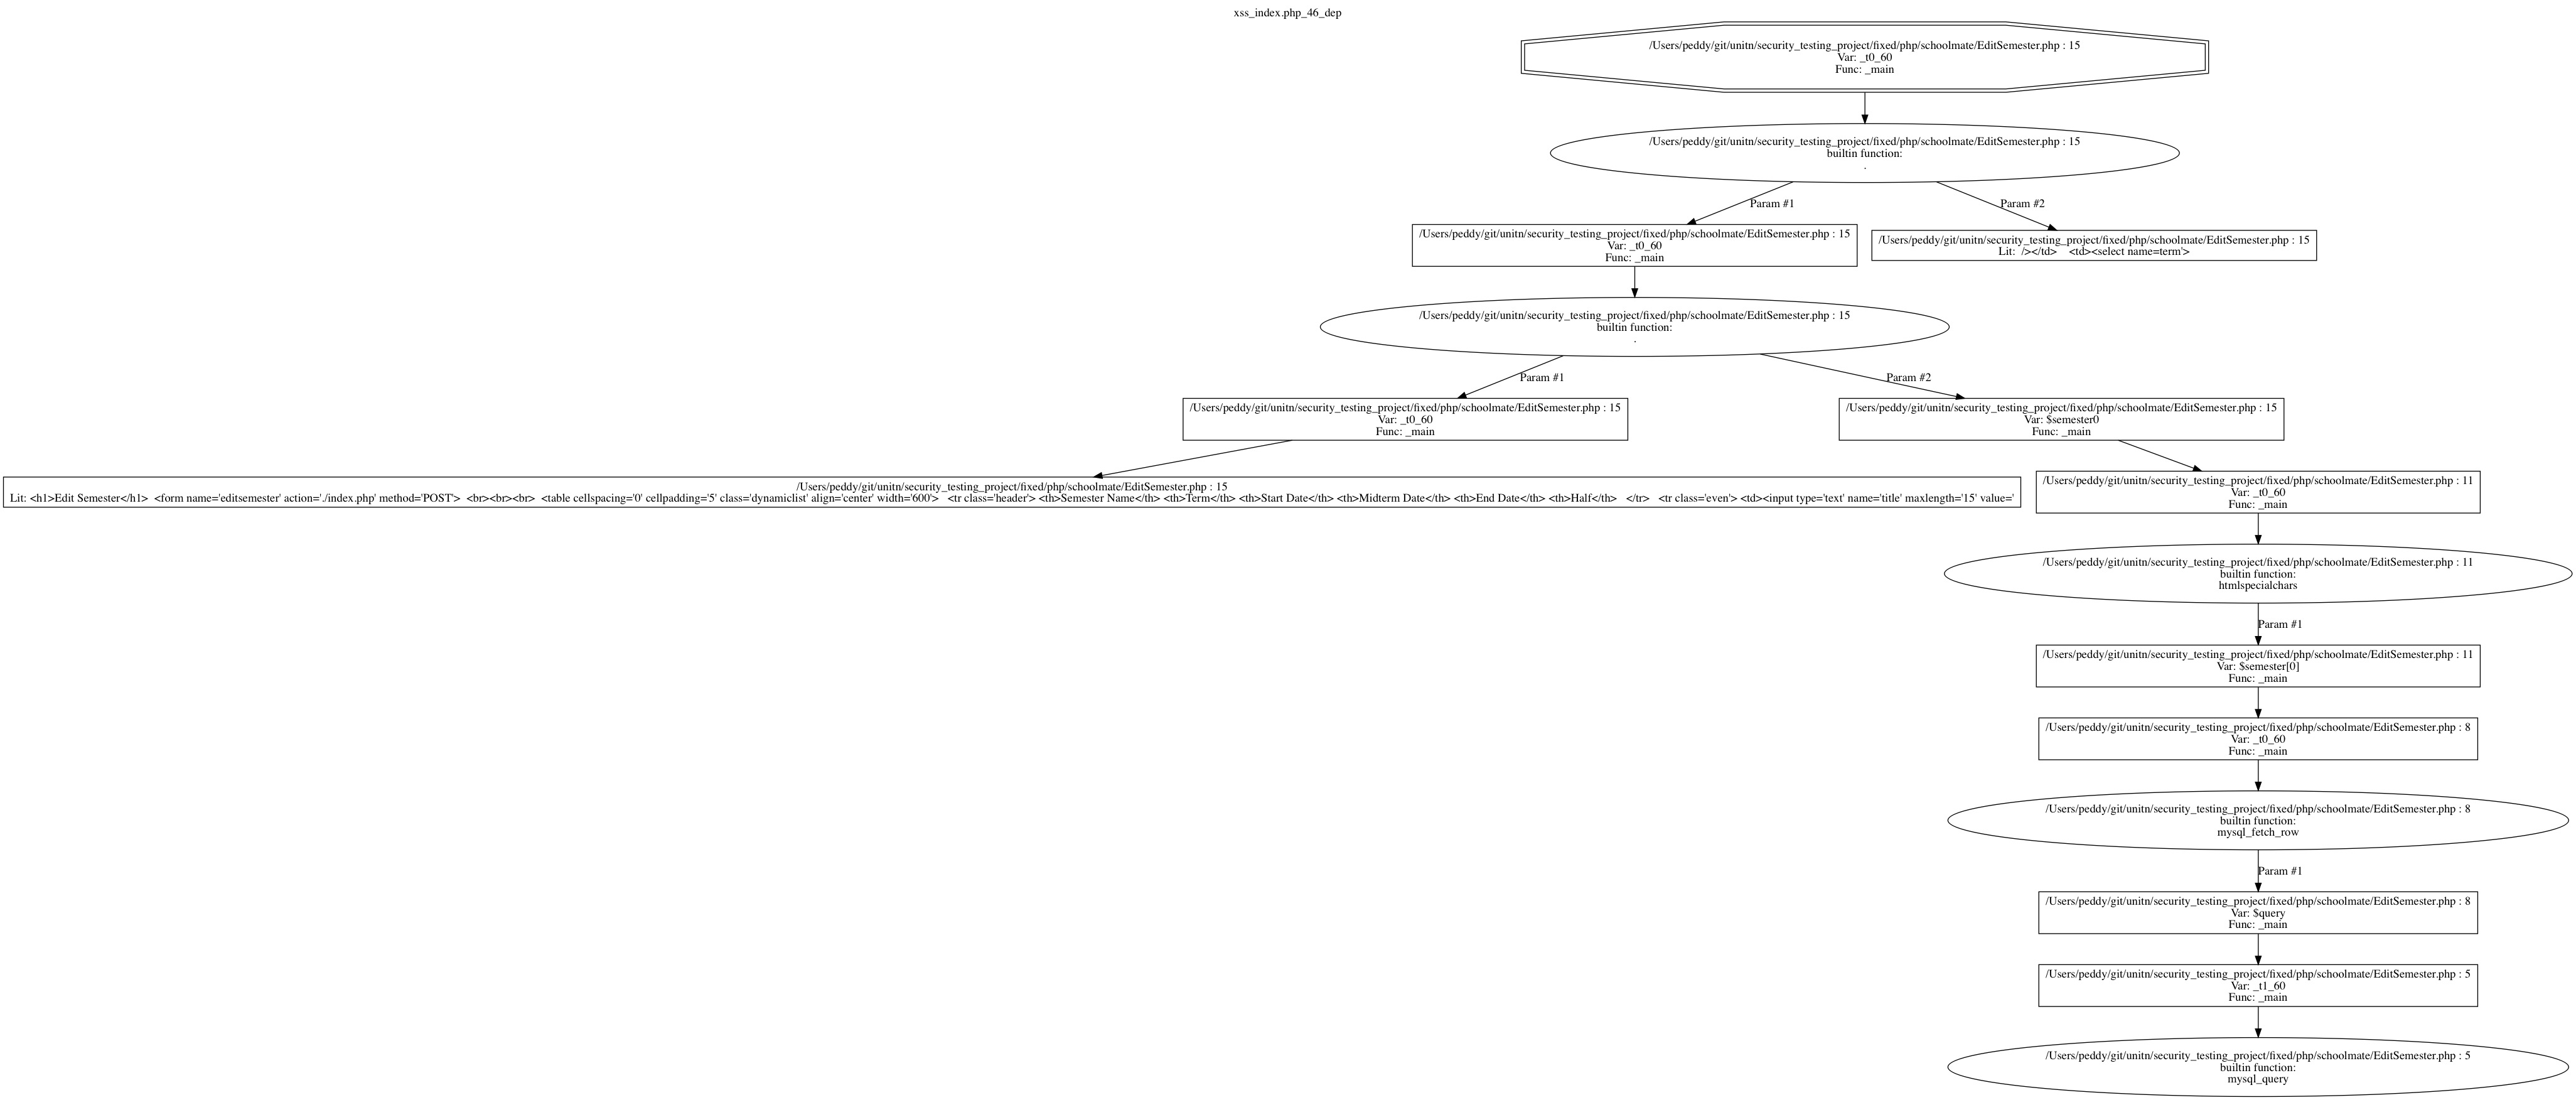 xss_index.php_46_dep
/Users/peddy/git/unitn/security_testing_project/fixed/php/schoolmate/EditSemester.php : 15
Var: _t0_60
Func: _main
/Users/peddy/git/unitn/security_testing_project/fixed/php/schoolmate/EditSemester.php : 15
builtin function:
.
Param #1
Param #2
/Users/peddy/git/unitn/security_testing_project/fixed/php/schoolmate/EditSemester.php : 15
Var: _t0_60
Func: _main
/Users/peddy/git/unitn/security_testing_project/fixed/php/schoolmate/EditSemester.php : 15
Lit:  /></td>    <td><select name=term'>
/Users/peddy/git/unitn/security_testing_project/fixed/php/schoolmate/EditSemester.php : 15
builtin function:
.
Param #1
Param #2
/Users/peddy/git/unitn/security_testing_project/fixed/php/schoolmate/EditSemester.php : 15
Var: _t0_60
Func: _main
/Users/peddy/git/unitn/security_testing_project/fixed/php/schoolmate/EditSemester.php : 15
Var: $semester0
Func: _main
/Users/peddy/git/unitn/security_testing_project/fixed/php/schoolmate/EditSemester.php : 15
Lit: <h1>Edit Semester</h1>  <form name='editsemester' action='./index.php' method='POST'>  <br><br><br>  <table cellspacing='0' cellpadding='5' class='dynamiclist' align='center' width='600'>   <tr class='header'> <th>Semester Name</th> <th>Term</th> <th>Start Date</th> <th>Midterm Date</th> <th>End Date</th> <th>Half</th>   </tr>   <tr class='even'> <td><input type='text' name='title' maxlength='15' value='
/Users/peddy/git/unitn/security_testing_project/fixed/php/schoolmate/EditSemester.php : 11
Var: _t0_60
Func: _main
/Users/peddy/git/unitn/security_testing_project/fixed/php/schoolmate/EditSemester.php : 11
builtin function:
htmlspecialchars
Param #1
/Users/peddy/git/unitn/security_testing_project/fixed/php/schoolmate/EditSemester.php : 11
Var: $semester[0]
Func: _main
/Users/peddy/git/unitn/security_testing_project/fixed/php/schoolmate/EditSemester.php : 8
Var: _t0_60
Func: _main
/Users/peddy/git/unitn/security_testing_project/fixed/php/schoolmate/EditSemester.php : 8
builtin function:
mysql_fetch_row
Param #1
/Users/peddy/git/unitn/security_testing_project/fixed/php/schoolmate/EditSemester.php : 8
Var: $query
Func: _main
/Users/peddy/git/unitn/security_testing_project/fixed/php/schoolmate/EditSemester.php : 5
Var: _t1_60
Func: _main
/Users/peddy/git/unitn/security_testing_project/fixed/php/schoolmate/EditSemester.php : 5
builtin function:
mysql_query